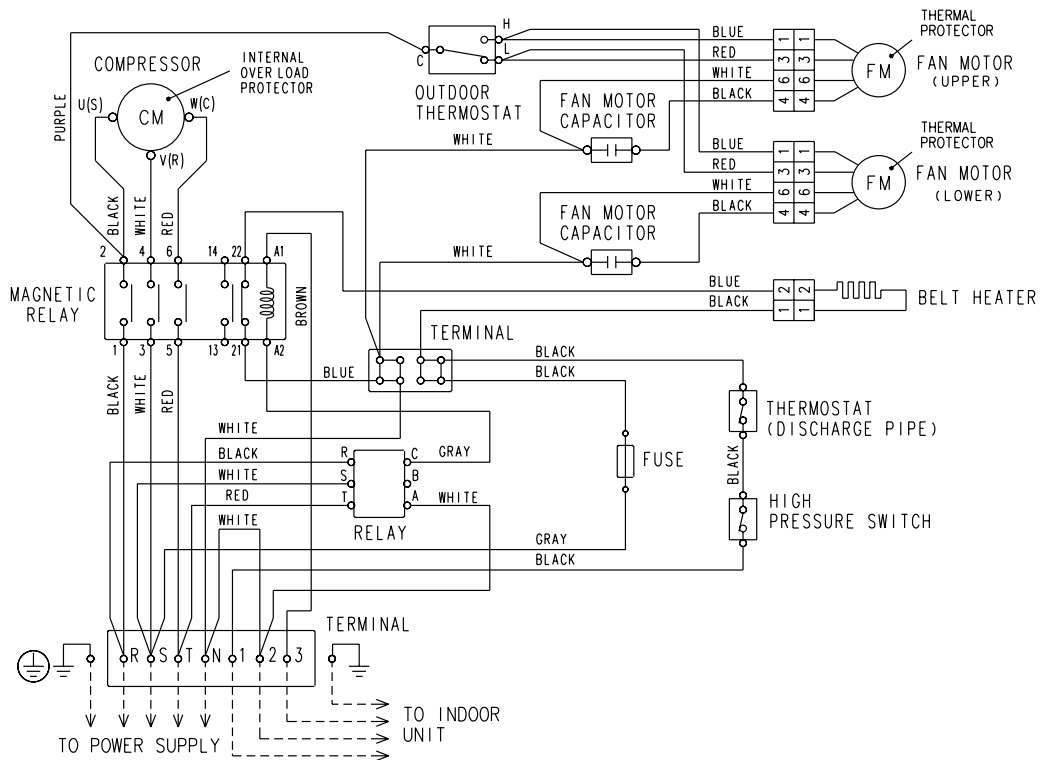 H
THERMAL
PROTECTOR
BLUE
1 1
L
RED
3 3
FM
FAN MOTOR
(UPPER)
C
WHITE
6 6
BLACK
4 4
COMPRESSOR
INTERNAL
OVER LOAD
PROTECTOR
OUTDOOR
THERMOSTAT
FAN MOTOR
CAPACITOR
U(S)
W(C)
CM
PURPLE
V(R)
WHITE
THERMAL
PROTECTOR
BLUE
1 1
RED
3 3
FM
FAN MOTOR
(LOWER)
WHITE
6 6
BLACK
4 4
FAN MOTOR
CAPACITOR
BLACK
WHITE
RED
WHITE
2 4 6 14 22 A1
MAGNETIC
RELAY
BROWN
BLUE
2 2
BLACK
1 1
BELT HEATER
TERMINAL
1 3 5 13 21 A2
BLACK
WHITE
RED
BLUE
BLACK
BLACK
THERMOSTAT
(DISCHARGE PIPE)
WHITE
BLACK
R
C
GRAY
WHITE
S
B
RED
T
A
WHITE
WHITE
RELAY
FUSE
BLACK
HIGH
PRESSURE SWITCH
GRAY
BLACK
TERMINAL
R S T N 1 2 3
TO POWER SUPPLY
TO INDOOR
UNIT